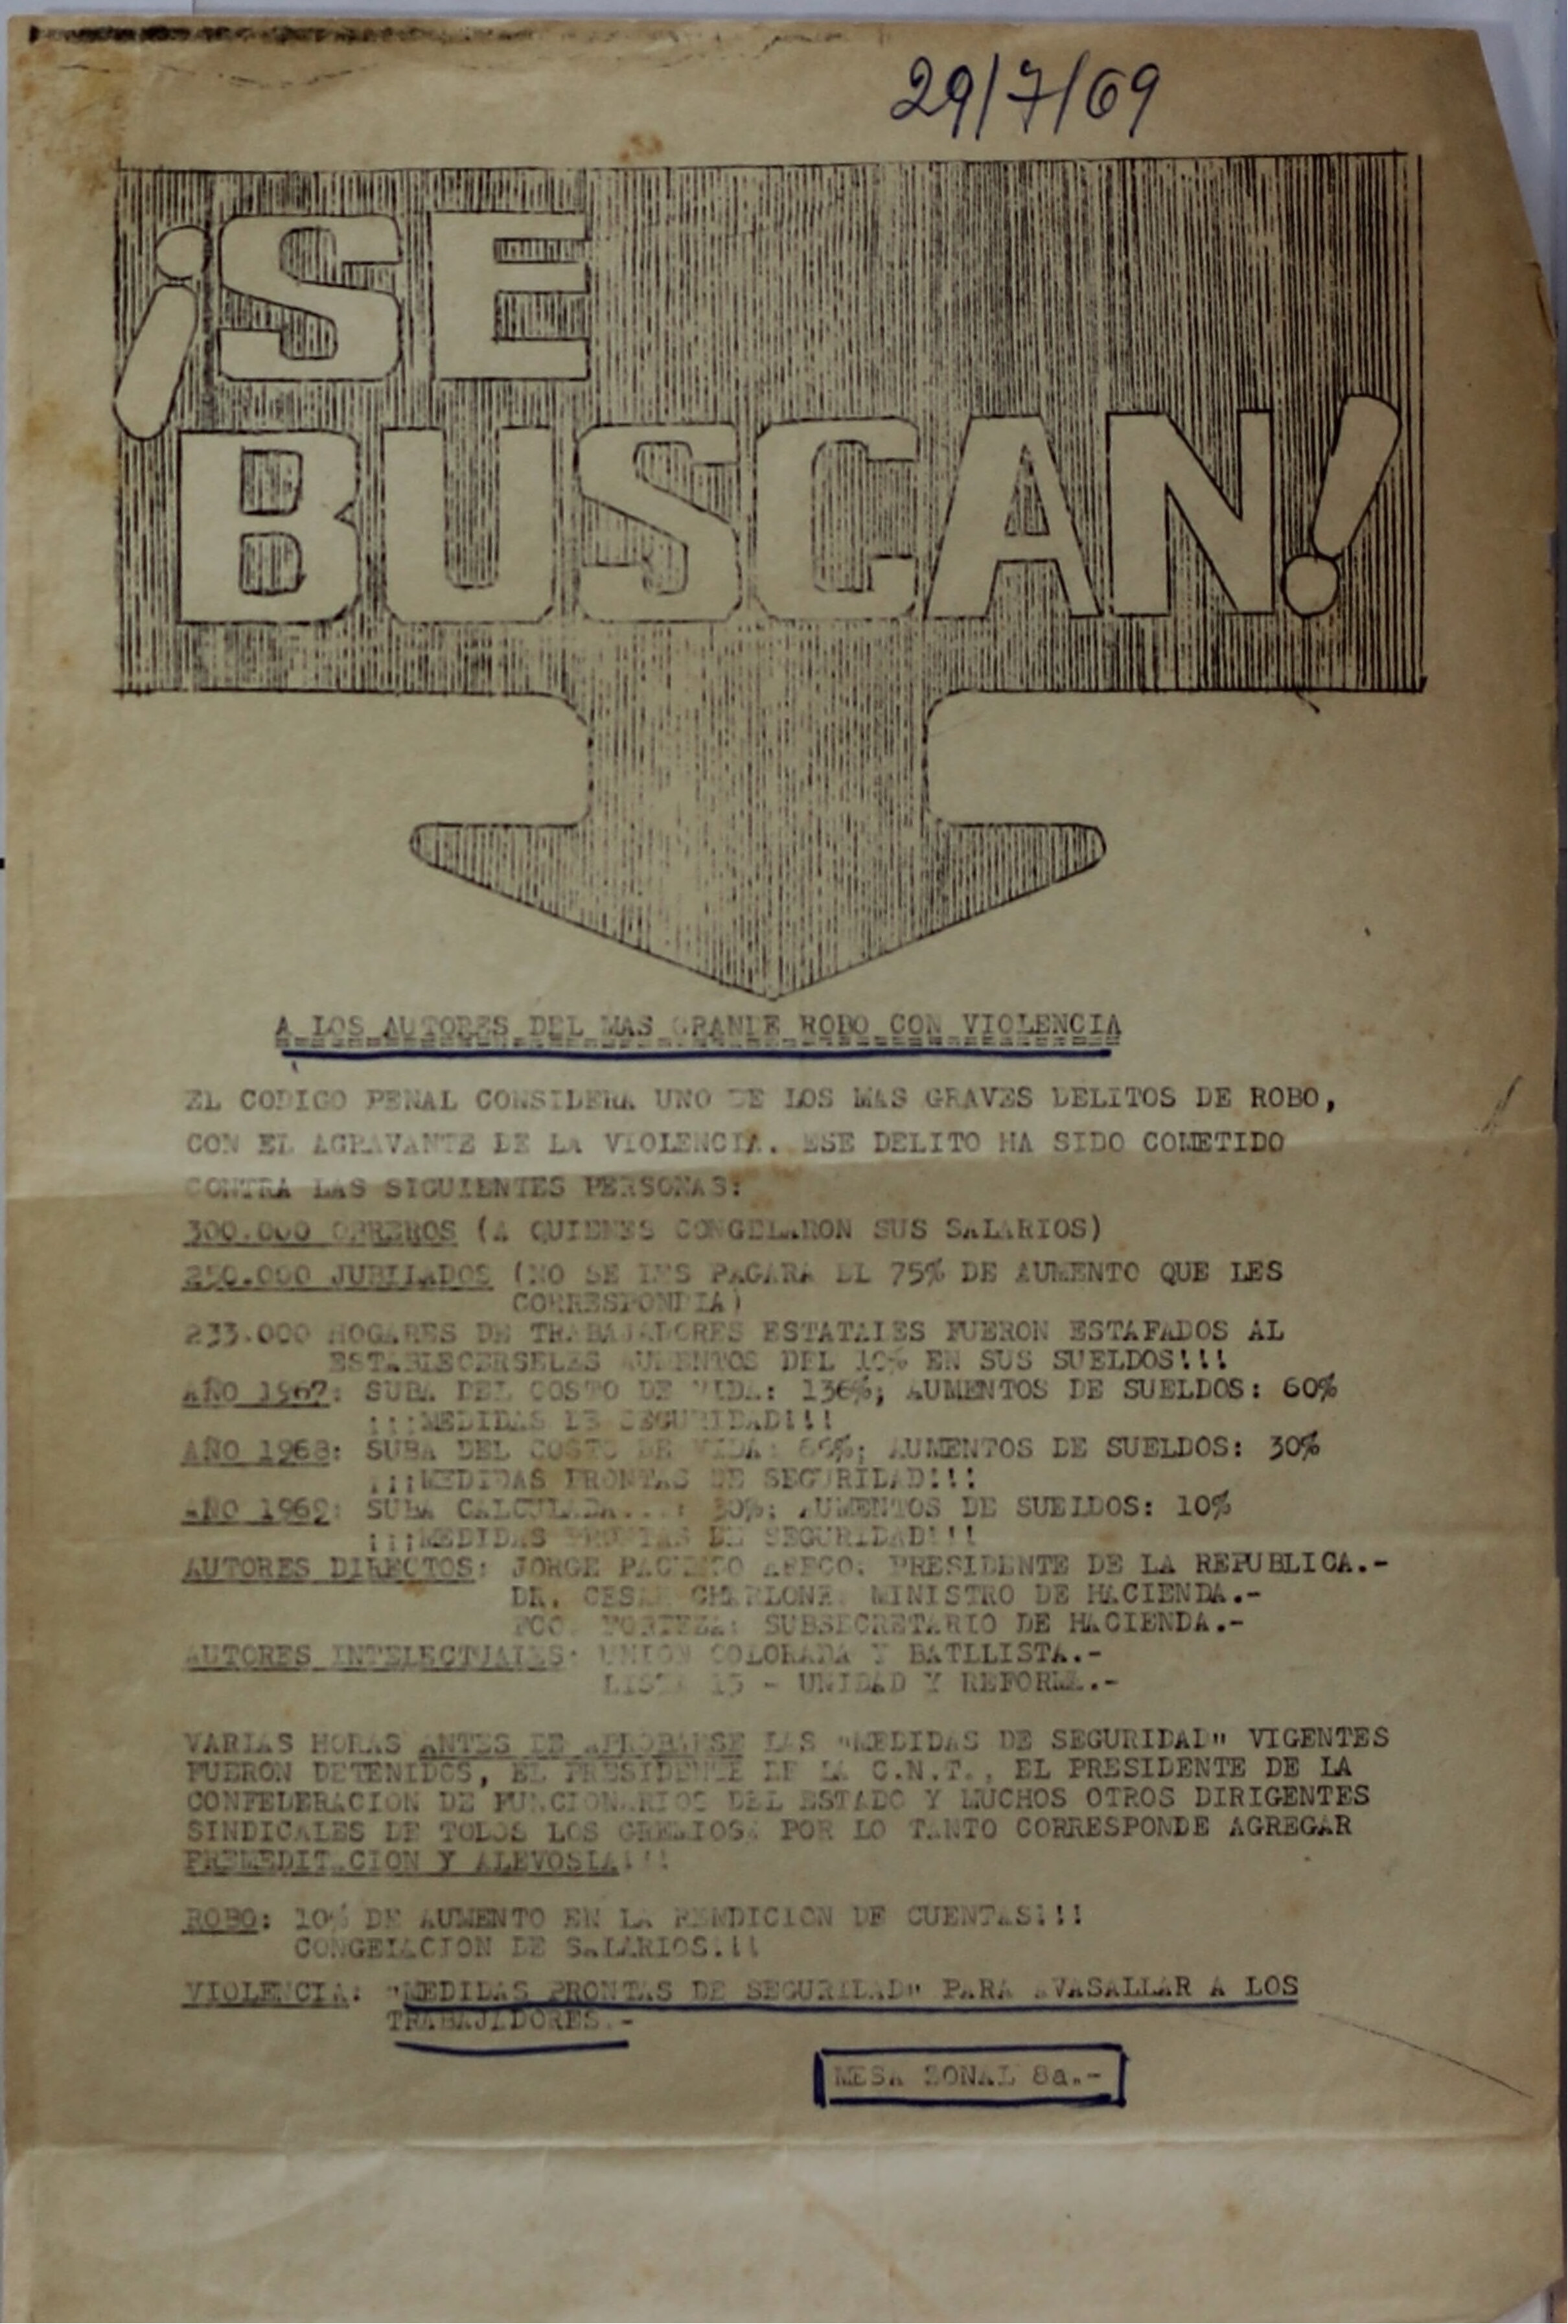 29/7/69
¡SE
BUSCAN!
A LOS AUTORES DEL MAS GRANDE ROBO CON VIOLENCIA
EL CODIGO PENAL CONSIDERA UNO DE LOS MAS GRAVES DELITOS DE ROBO,
CON EL AGRAVANTE DE LA VIOLENCIA. ESE DELITO HA SIDO COMETIDO
CONTRA LAS SIGUIENTES PERSONAS:
300.000 OBREROS (A QUIENES CONGELARON SUS SALARIOS)
250.000 JUBILADOS (NO SE LES PAGARA EL 75% DE AUMENTO QUE LES
CORRESPONDIA)
233.000 HOGARES DE TRABAJADORES ESTATALES FUERON ESTAFADOS AL
ESTABLECERSELES AUMENTOS DEL 10% EN SUS SUELDOS!!!
AÑO 1967: SUBA DEL COSTO DE VIDA: 136%; AUMENTOS DE SUELDOS: 60%
¡¡¡MEDIDAS DE SEGURIDAD!!!
AÑO 1968: SUBA DEL COSTO DE VIDA: AUMENTOS DE SUELDOS: 30%
¡¡¡MEDIDAS PRONTAS DE SEGURIDAD!!!
AÑO 1969: SUBA CALCULADA...: 30%; AUMENTOS DE SUELDOS: 10%
¡¡¡MEDIDAS PRONTAS DE SEGURIDAD!!!
AUTORES DIRECTOS: JORGE PACHECO ARECO. PRESIDENTE DE LA REPUBLICA.-
DR. CESAR CHARLONE MINISTRO DE HACIENDA.-
FCO. FORTEZA: SUBSECRETARIO DE HACIENDA.-
AUTORES INTELECTUALES: UNION COLORADA Y BATLLISTA.-
LISTA 15 - UNIDAD Y REFORMA.-
VARIAS HORAS ANTES DE APROBARSE LAS "MEDIDAS DE SEGURIDAD" VIGENTES
FUERON DETENIDOS, EL PRESIDENTE DE LA C.N.T., EL PRESIDENTE DE LA
CONFEDERACION DE FUNCIONARIOS DEL ESTADO Y MUCHOS OTROS DIRIGENTES
SINDICALES DE TODOS LOS GREMIOS. POR LO TANTO CORRESPONDE AGREGAR
PREMEDITACION Y ALEVOSIA!!!
ROBO: 10% DE AUMENTO EN LA RENDICION DE CUENTAS!!!
CONGELACION DE SALARIOS.!!
VIOLENCIA: "MEDIDAS PRONTAS DE SEGURIDAD" PARA AVASALLAR A LOS
TRABAJADORES.-
MESA ZONAL 8a.-